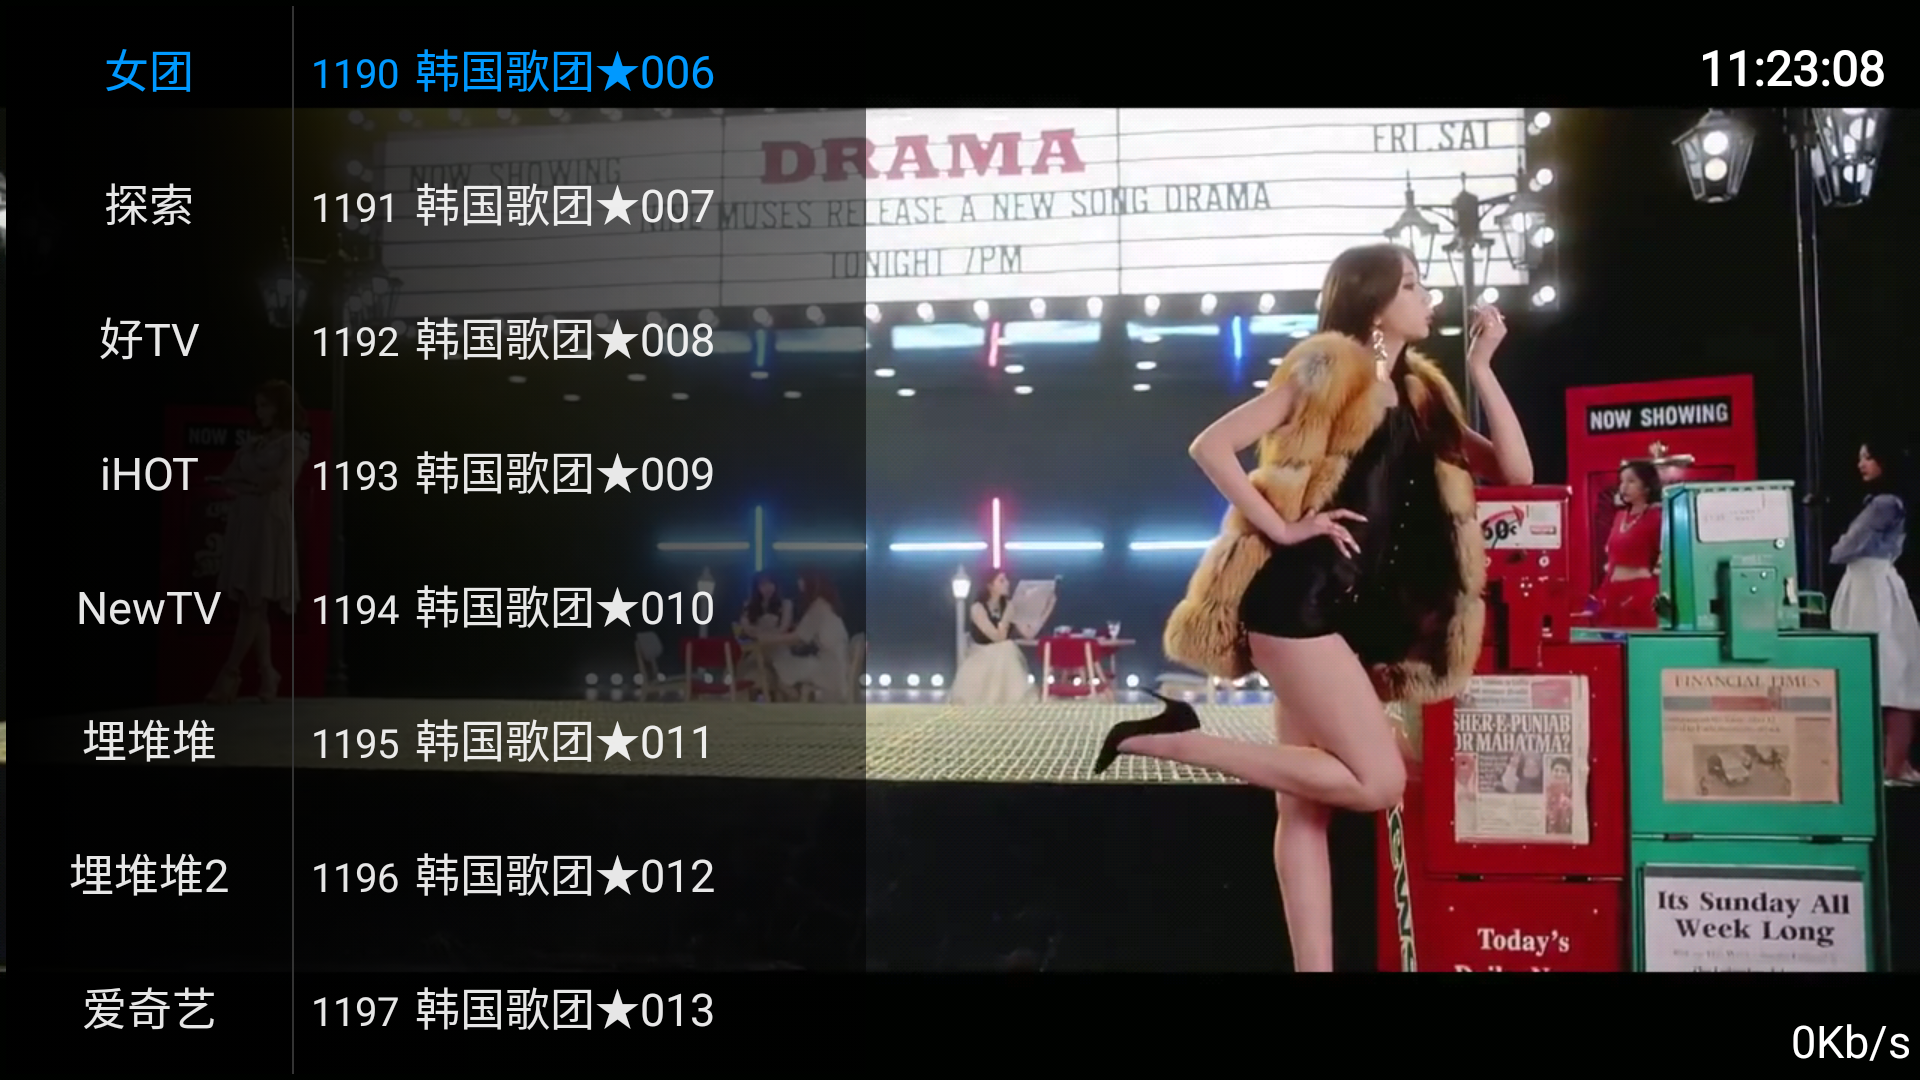 女团
探索
好TV
iHOT
NewTV
埋堆堆
埋堆堆2
爱奇艺
1190 韩国歌团★006
1191 韩国歌团★007
1192 韩国歌团★008
1193 韩国歌团★009
1194 韩国歌团★010
1195 韩国歌团★011
1196 韩国歌团★012
1197 韩国歌团★013
11:23:08
NOW SHOWING
DRAMA
FRI.SAT
NINE MUSES RELEASE A NEW SONG DRAMA
TONIGHT 7PM
NOW SHOWING
60¢
SHER-E-PUNJAB
OR MAHATMA?
FINANCIAL TIMES
Today's
Its Sunday All
Week Long
0Kb/s